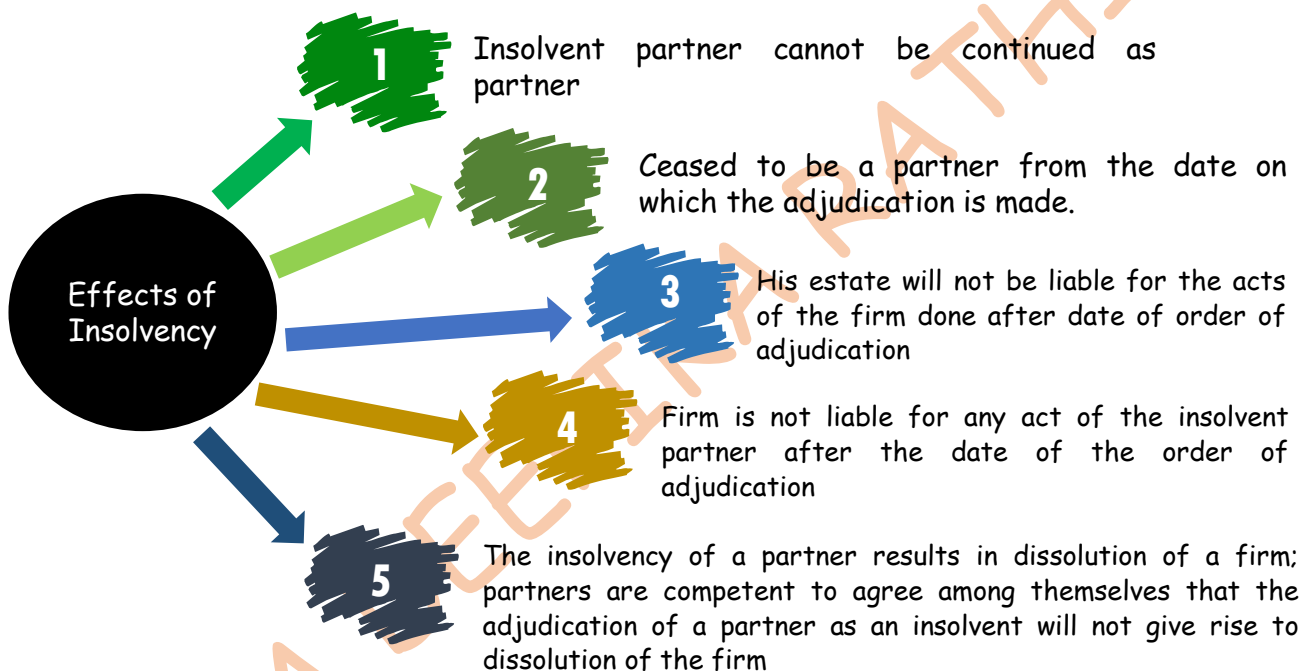 1
Insolvent partner cannot be continued as
partner
2
Ceased to be a partner from the date on
which the adjudication is made.
Effects of
Insolvency
3
His estate will not be liable for the acts
of the firm done after date of order of
adjudication
4
Firm is not liable for any act of the insolvent
partner after the date of the order of
adjudication
5
The insolvency of a partner results in dissolution of a firm;
partners are competent to agree among themselves that the
adjudication of a partner as an insolvent will not give rise to
dissolution of the firm